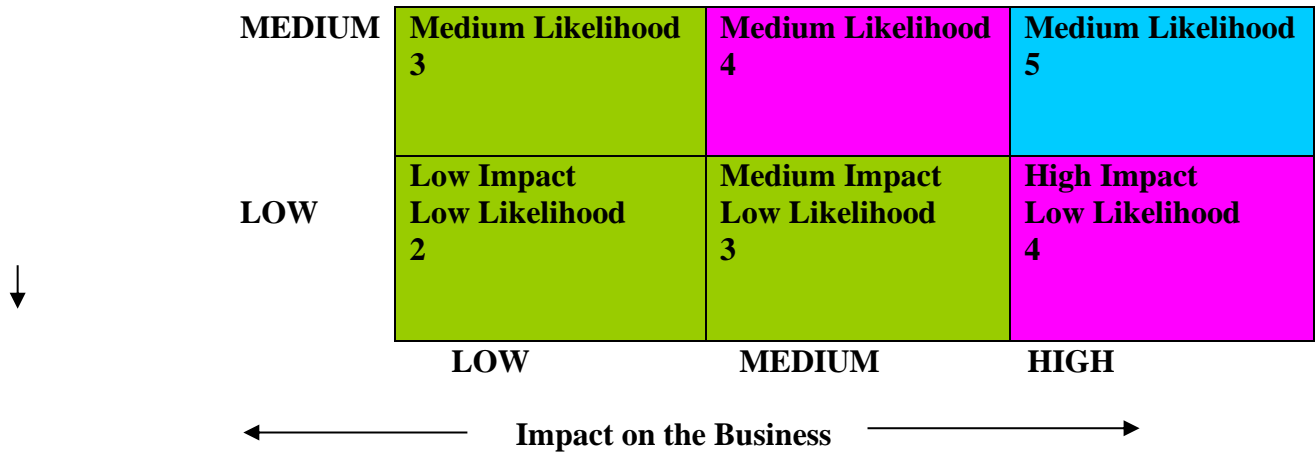 MEDIUM
Medium Likelihood
3
Medium Likelihood
4
Medium Likelihood
5
LOW
Low Impact
Low Likelihood
2
Medium Impact
Low Likelihood
3
High Impact
Low Likelihood
4
LOW
MEDIUM
HIGH
Impact on the Business